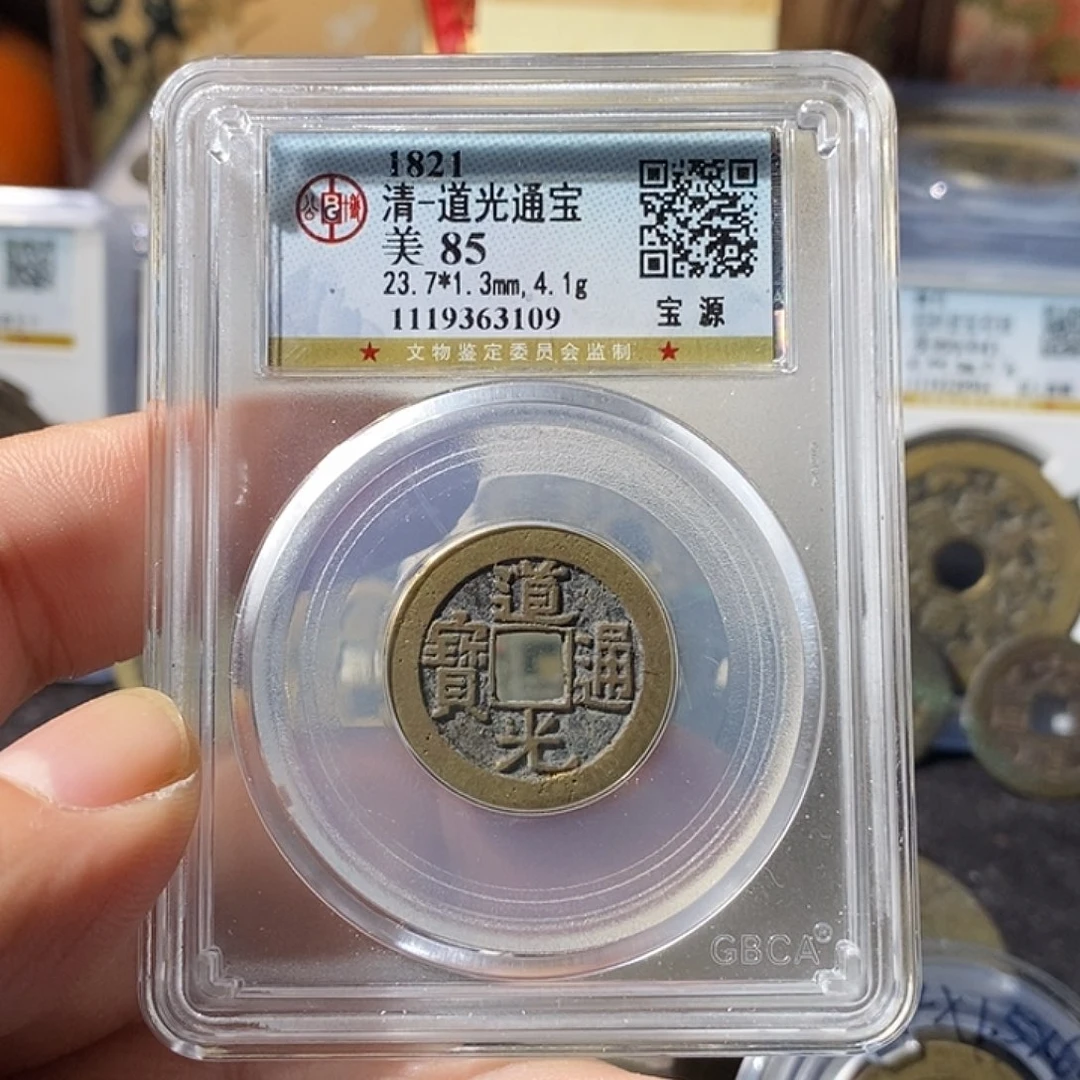 1821
清-道光通宝
美 85
23.7*1.3mm,4.1g
1119363109
宝 源
★ 文物鉴定委员会监制 ★
道
寶 通
光
GBCA®